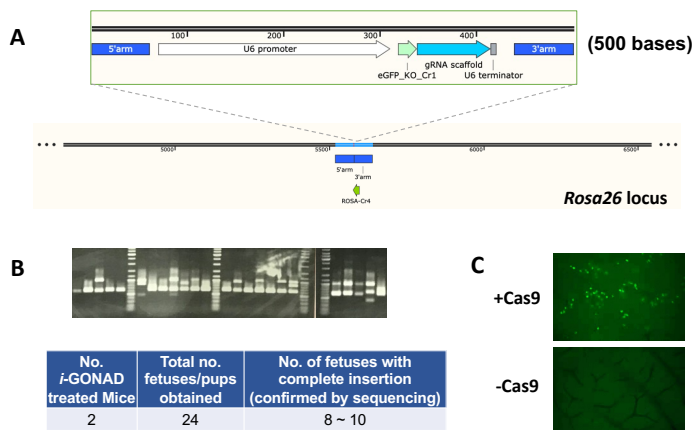 A
5'arm
100
200
300
400
U6 promoter
gRNA scaffold
3'arm
eGFP_KO_Cr1
U6 terminator
(500 bases)
5000
5500
6000
6500
5'arm
3'arm
ROSA-Cr4
Rosa26 locus
B
No. i-GONAD treated Mice
Total no. fetuses/pups obtained
No. of fetuses with complete insertion (confirmed by sequencing)
2
24
8 ~ 10
C
+Cas9
-Cas9